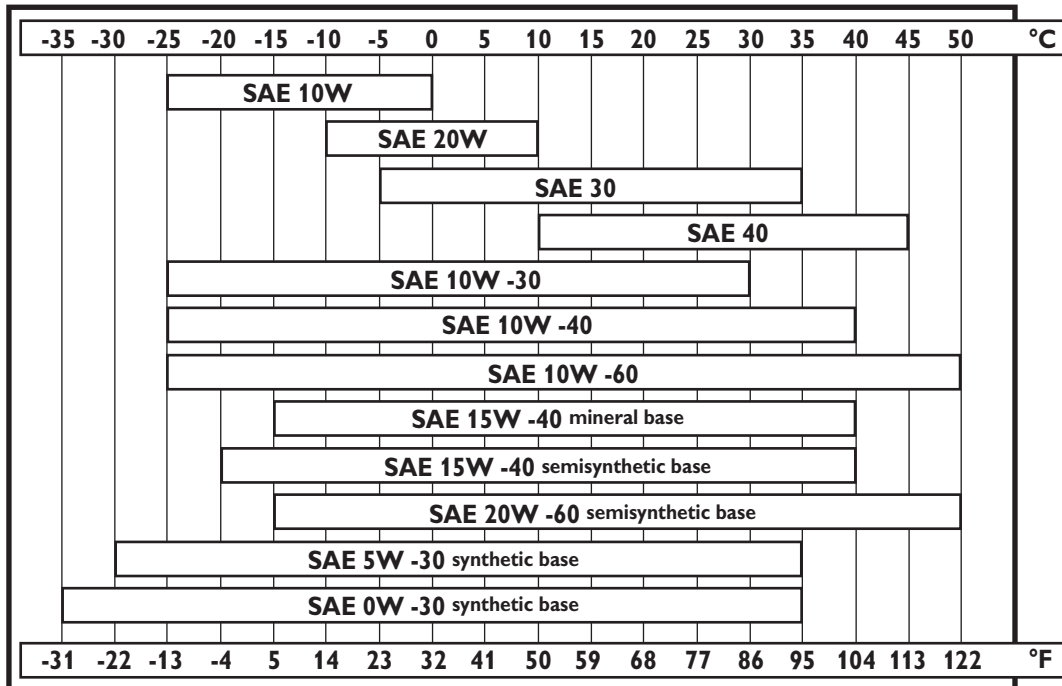 -35 -30 -25 -20 -15 -10 -5 0 5 10 15 20 25 30 35 40 45 50 °C
SAE 10W
SAE 20W
SAE 30
SAE 40
SAE 10W -30
SAE 10W -40
SAE 10W -60
SAE 15W -40 mineral base
SAE 15W -40 semisynthetic base
SAE 20W -60 semisynthetic base
SAE 5W -30 synthetic base
SAE 0W -30 synthetic base
-31 -22 -13 -4 5 14 23 32 41 50 59 68 77 86 95 104 113 122 °F